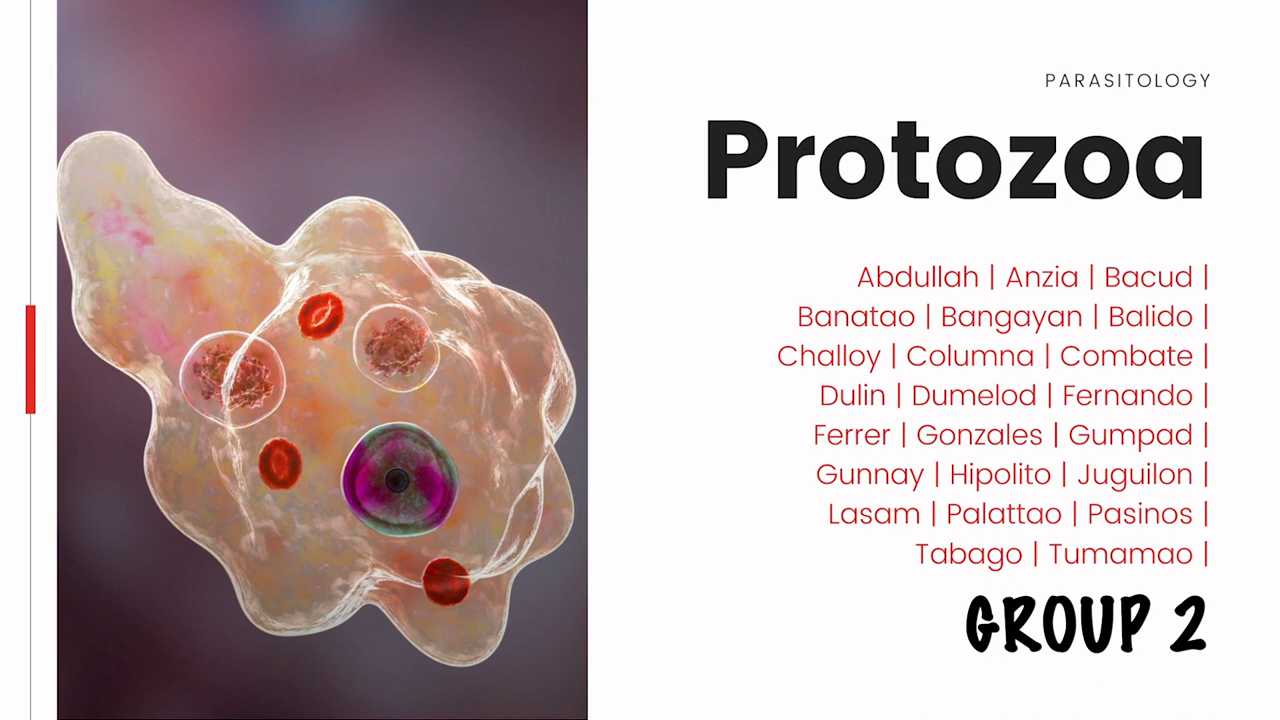 PARASITOLOGY
Protozoa
Abdullah | Anzia | Bacud |
Banatao | Bangayan | Balido |
Challoy | Columna | Combate |
Dulin | Dumelod | Fernando |
Ferrer | Gonzales | Gumpad |
Gunnay | Hipolito | Juguilon |
Lasam | Palattao | Pasinos |
Tabago | Tumamao |
GROUP 2